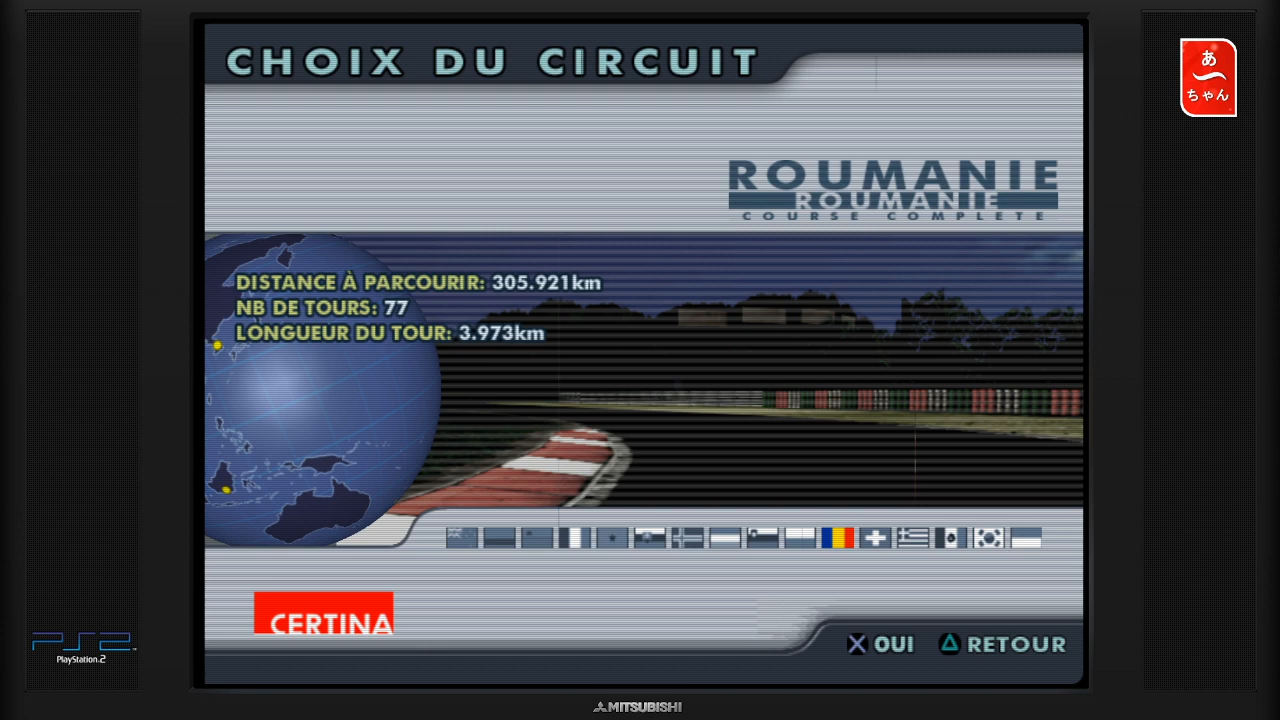 CHOIX DU CIRCUIT
あ
ー
ちゃん
ROUMANIE
ROUMANIE
COURSE COMPLETE
DISTANCE À PARCOURIR: 305.921km
NB DE TOURS: 77
LONGUEUR DU TOUR: 3.973km
CERTINA
OUI RETOUR
PS2
PlayStation.2
MITSUBISHI